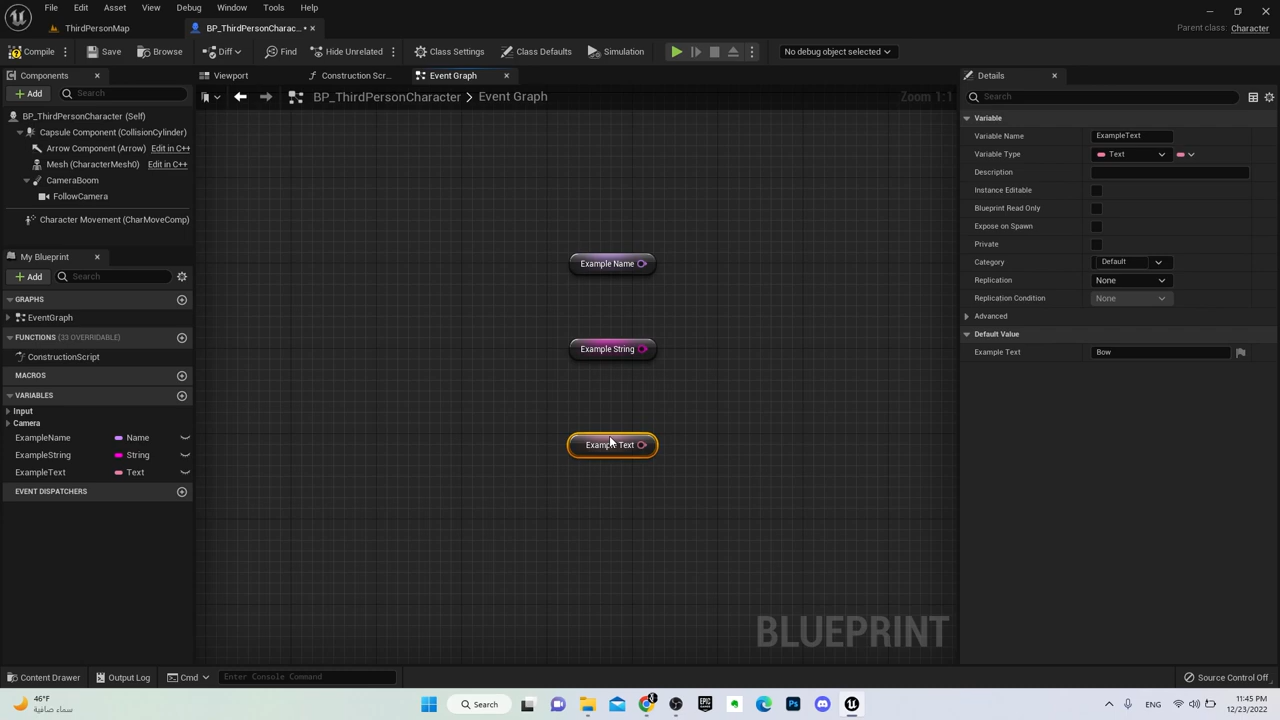 File Edit Asset View Debug Window Tools Help
ThirdPersonMap
BP_ThirdPersonCharac...
Parent class: Character
Compile
Save
Browse
Diff
Find
Hide Unrelated
Class Settings
Class Defaults
Simulation
No debug object selected
Components
Add
Search
BP_ThirdPersonCharacter (Self)
Capsule Component (CollisionCylinder)
Arrow Component (Arrow) Edit in C++
Mesh (CharacterMesh0) Edit in C++
CameraBoom
FollowCamera
Character Movement (CharMoveComp)
My Blueprint
Add
Search
GRAPHS
EventGraph
FUNCTIONS (33 OVERRIDABLE)
ConstructionScript
MACROS
VARIABLES
Input
Camera
ExampleName Name
ExampleString String
ExampleText Text
EVENT DISPATCHERS
Viewport
Construction Scr...
Event Graph
BP_ThirdPersonCharacter > Event Graph
Zoom 1:1
Example Name
Example String
Example Text
BLUEPRINT
Details
Search
Variable
Variable Name ExampleText
Variable Type Text
Description
Instance Editable
Blueprint Read Only
Expose on Spawn
Private
Category Default
Replication None
Replication Condition None
Advanced
Default Value
Example Text Bow
Content Drawer
Output Log
Cmd
Enter Console Command
Source Control Off
46°F
سماء صافية
Search
ENG
11:45 PM
12/23/2022